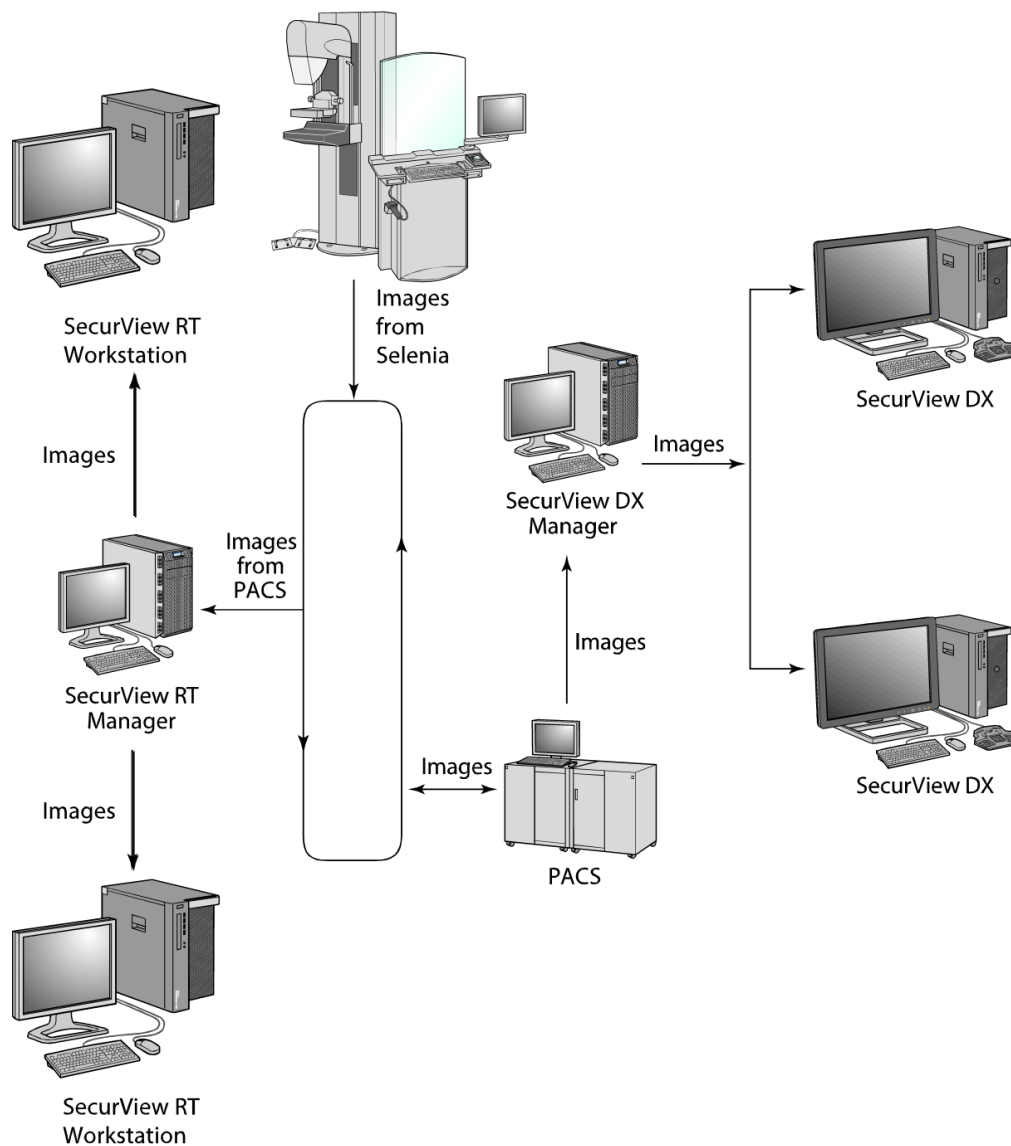 Images
from
Selenia
SecurView RT
Workstation
Images
SecurView DX
Images
SecurView DX
Manager
Images
from
PACS
Images
SecurView RT
Manager
Images
Images
SecurView DX
PACS
SecurView RT
Workstation